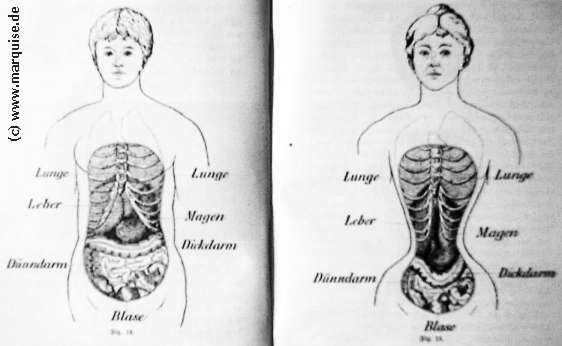 (c) www.marquise.de
Lunge
Lunge
Leber
Magen
Dickdarm
Dünndarm
Blase
Lunge
Lunge
Leber
Magen
Dickdarm
Dünndarm
Blase